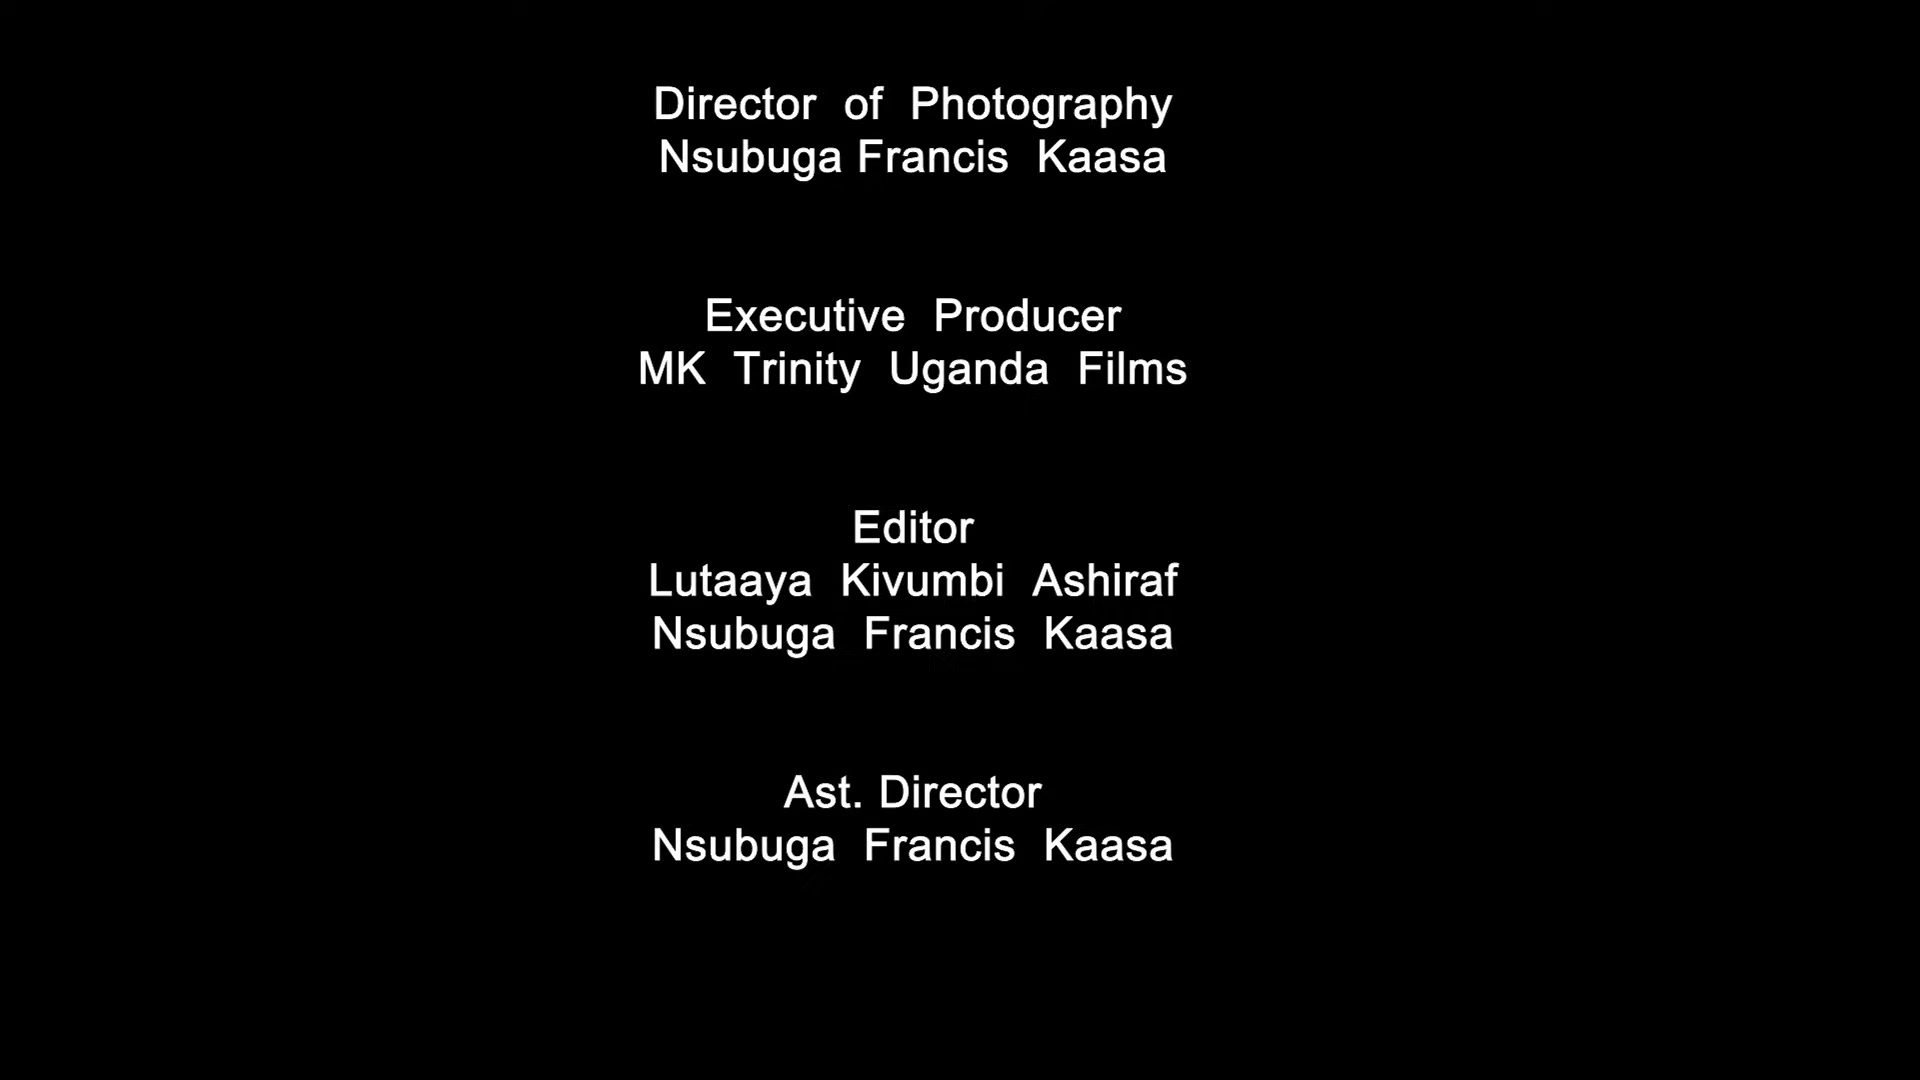 Director of Photography
Nsubuga Francis Kaasa
Executive Producer
MK Trinity Uganda Films
Editor
Lutaaya Kivumbi Ashiraf
Nsubuga Francis Kaasa
Ast. Director
Nsubuga Francis Kaasa